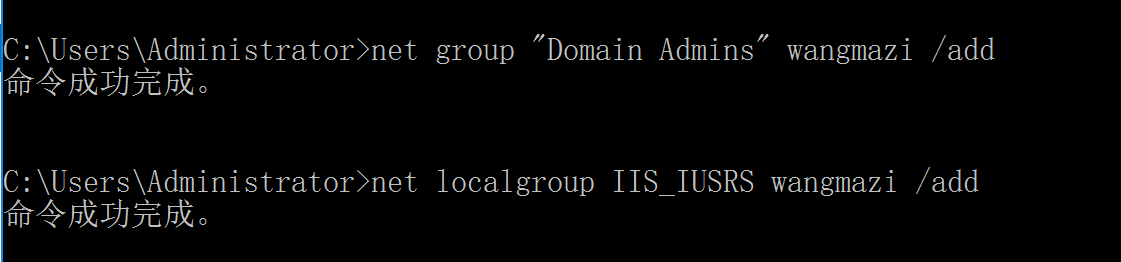 C:\Users\Administrator>net group "Domain Admins" wangmazi /add
命令成功完成。
C:\Users\Administrator>net localgroup IIS_IUSRS wangmazi /add
命令成功完成。